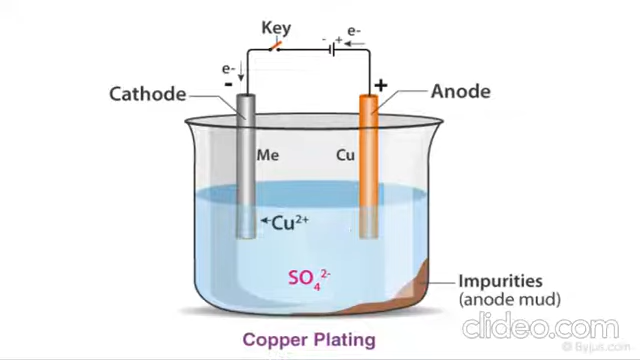 Key
- +
e-
e-
-
+
Cathode
Anode
Me
Cu
Cu²⁺
SO₄²⁻
Impurities
(anode mud)
clideo.com
© Byjus.com
Copper Plating